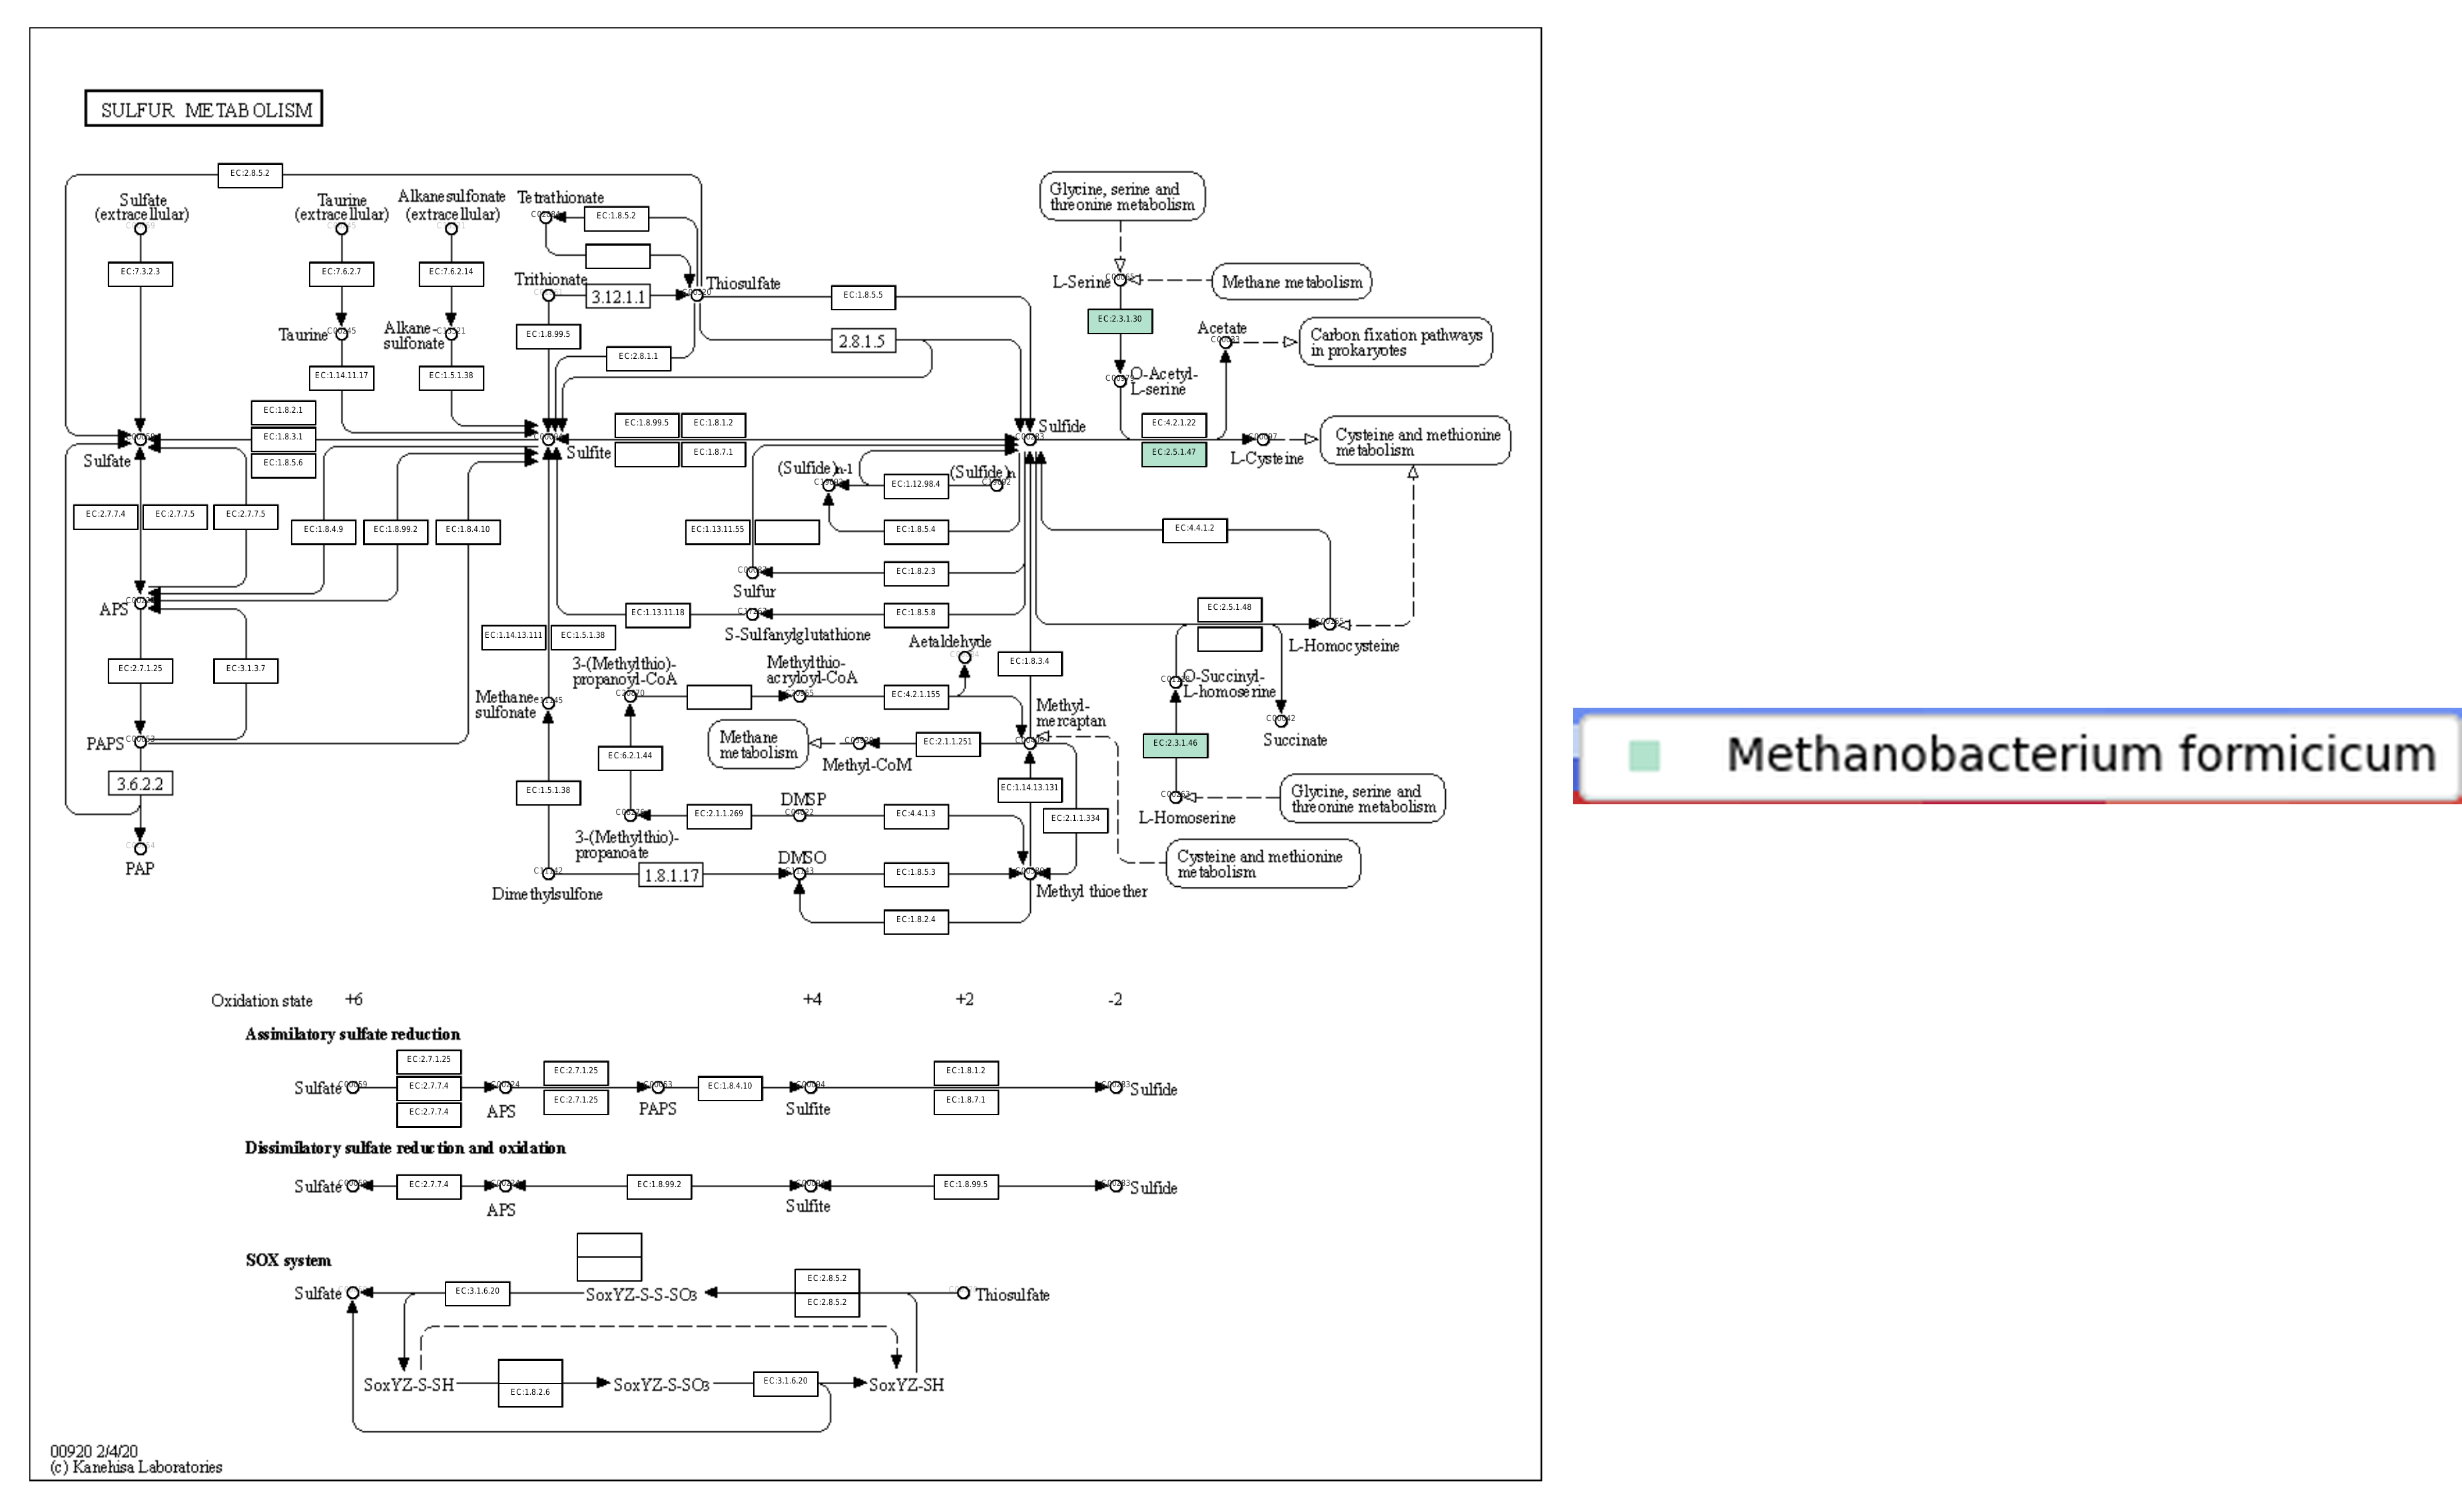 SULFUR METABOLISM
EC:2.8.5.2
Sulfate
(extracellular)
Taurine
(extracellular)
Alkanesulfonate
(extracellular)
Tetrathionate
EC:1.8.5.2
Glycine, serine and
threonine metabolism
EC:7.3.2.3
EC:7.6.2.7
EC:7.6.2.14
Trithionate
3.12.1.1
Thiosulfate
EC:1.8.5.5
L-Serine
Methane metabolism
EC:2.3.1.30
Taurine
Alkane-
sulfonate
EC:1.8.99.5
2.8.1.5
EC:2.8.1.1
Acetate
Carbon fixation pathways
in prokaryotes
EC:1.14.11.17
EC:1.5.1.38
O-Acetyl-
L-serine
EC:1.8.2.1
EC:1.8.3.1
EC:1.8.5.6
EC:1.8.99.5
EC:1.8.1.2
EC:1.8.7.1
Sulfide
EC:4.2.1.22
EC:2.5.1.47
Cysteine and methionine
metabolism
L-Cysteine
Sulfate
Sulfite
(Sulfide)n-1
EC:1.12.98.4
(Sulfide)n
EC:2.7.7.4
EC:2.7.7.5
EC:2.7.7.5
EC:1.8.4.9
EC:1.8.99.2
EC:1.8.4.10
EC:1.13.11.55
EC:1.8.5.4
EC:4.4.1.2
EC:1.8.2.3
Sulfur
APS
EC:1.13.11.18
EC:1.8.5.8
S-Sulfanylglutathione
EC:2.5.1.48
L-Homocysteine
EC:1.14.13.111
EC:1.5.1.38
Aetaldehyde
EC:1.8.3.4
EC:2.7.1.25
EC:3.1.3.7
3-(Methylthio)-
propanoyl-CoA
Methylthio-
acryloyl-CoA
EC:4.2.1.155
O-Succinyl-
L-homoserine
Methane
sulfonate
Methyl-
mercaptan
Succinate
PAPS
EC:6.2.1.44
Methane
metabolism
EC:2.1.1.251
Methyl-CoM
EC:2.3.1.46
Methanobacterium formicicum
3.6.2.2
EC:1.5.1.38
DMSP
EC:1.14.13.131
L-Homoserine
Glycine, serine and
threonine metabolism
EC:2.1.1.269
EC:4.4.1.3
EC:2.1.1.334
3-(Methylthio)-
propanoate
PAP
DMSO
Cysteine and methionine
metabolism
Dimethylsulfone
1.8.1.17
EC:1.8.5.3
Methyl thioether
EC:1.8.2.4
Oxidation state +6 +4 +2 -2
Assimilatory sulfate reduction
EC:2.7.1.25
EC:2.7.7.4
EC:2.7.7.4
EC:2.7.1.25
EC:2.7.1.25
EC:1.8.4.10
EC:1.8.1.2
EC:1.8.7.1
Sulfate
APS
PAPS
Sulfite
Sulfide
Dissimilatory sulfate reduction and oxidation
Sulfate
EC:2.7.7.4
APS
EC:1.8.99.2
Sulfite
EC:1.8.99.5
Sulfide
SOX system
Sulfate
EC:3.1.6.20
SoxYZ-S-S-SO3
EC:2.8.5.2
EC:2.8.5.2
Thiosulfate
SoxYZ-S-SH
EC:1.8.2.6
SoxYZ-S-SO3
EC:3.1.6.20
SoxYZ-SH
00920 2/4/20
(c) Kanehisa Laboratories